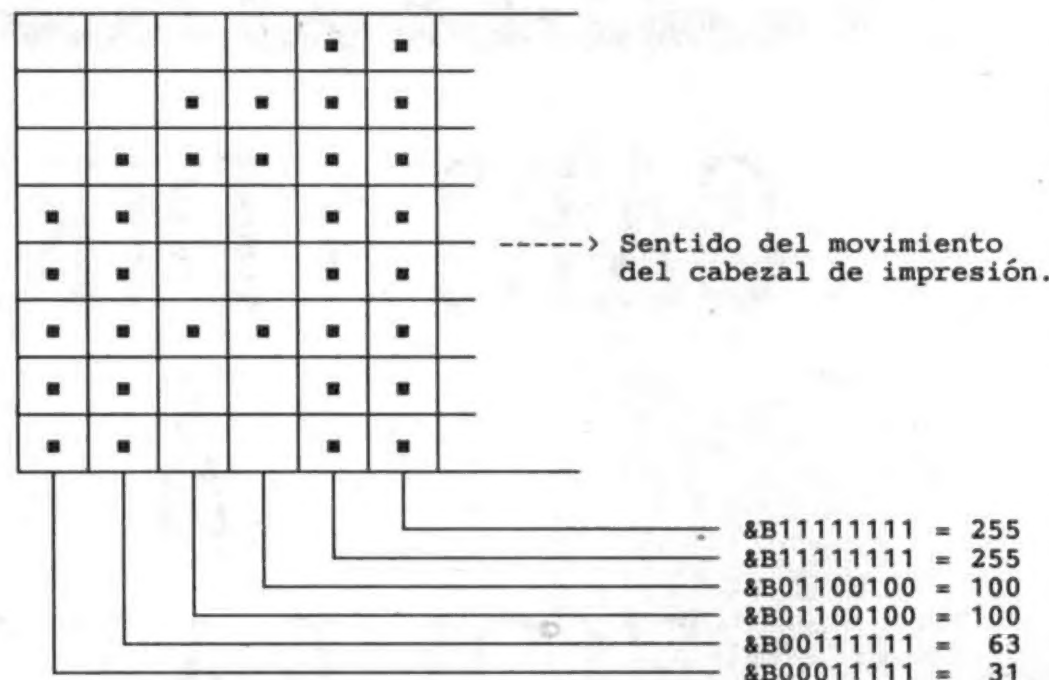 -----> Sentido del movimiento
del cabezal de impresión.
&B11111111 = 255
&B11111111 = 255
&B01100100 = 100
&B01100100 = 100
&B00111111 = 63
&B00011111 = 31